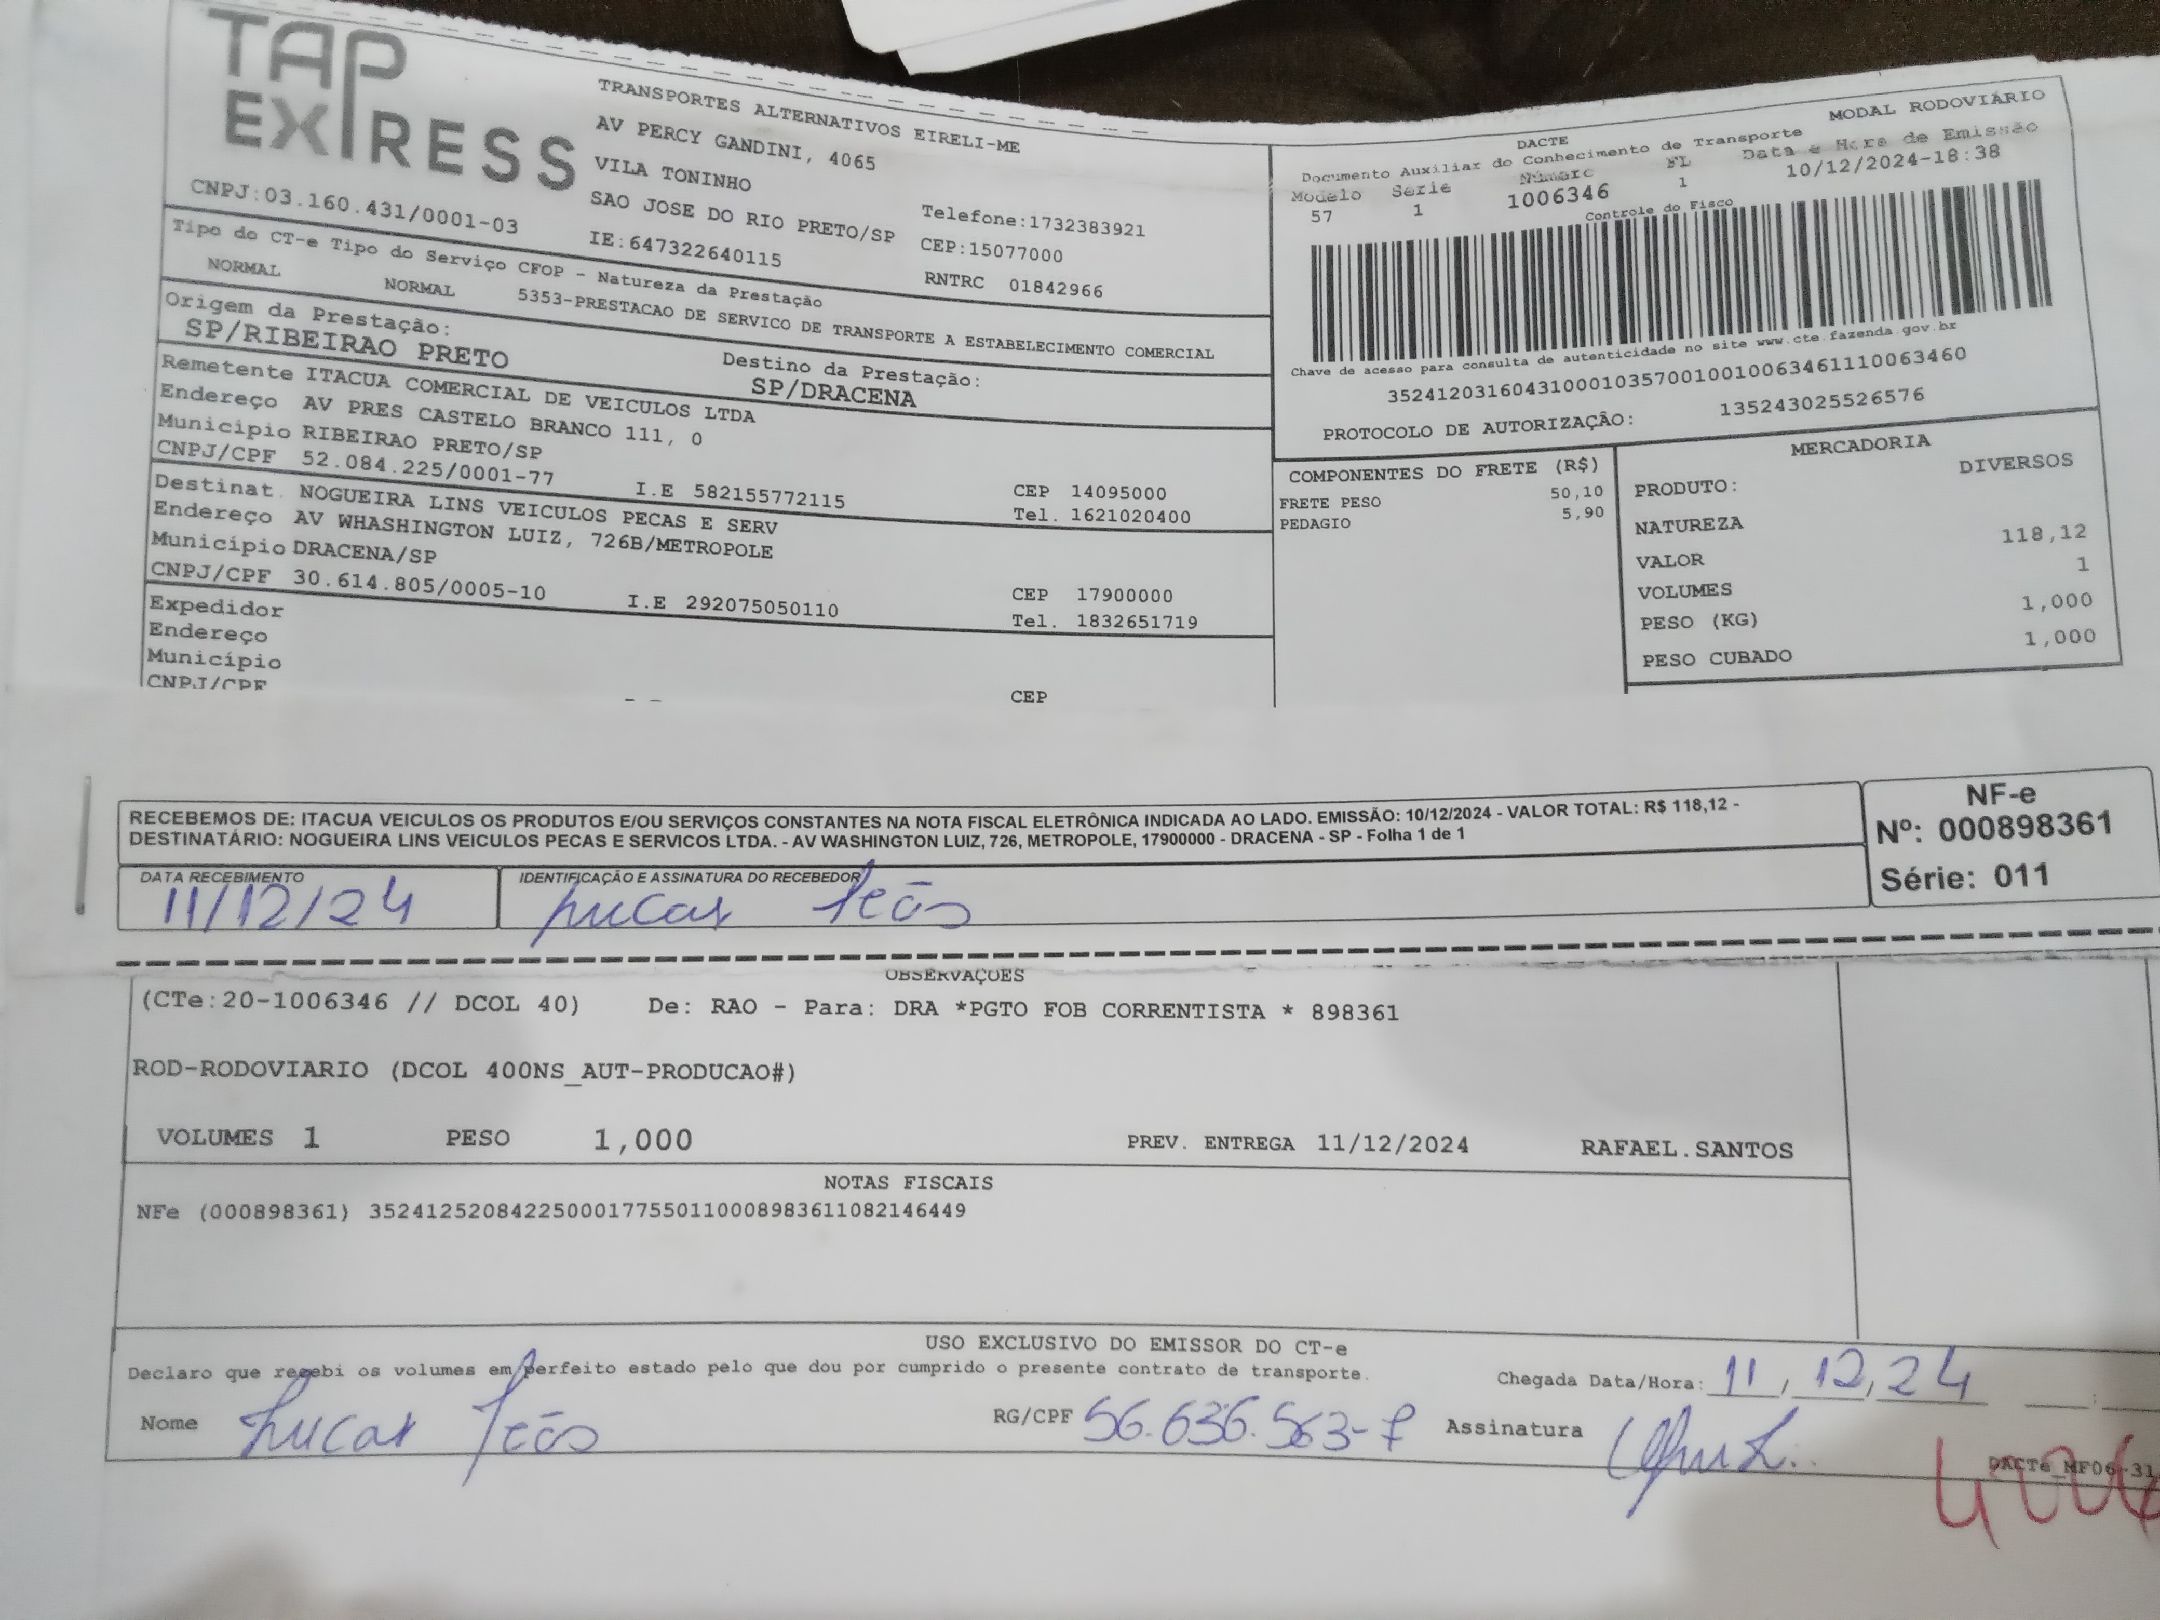 TAP EXPRESS
TRANSPORTES ALTERNATIVOS EIRELI-ME
AV PERCY GANDINI, 4065
VILA TONINHO
SAO JOSE DO RIO PRETO/SP
Telefone:1732383921
CNPJ:03.160.431/0001-03
IE:647322640115
CEP:15077000
RNTRC 01842966
Tipo do CT-e Tipo do Serviço CFOP - Natureza da Prestação
NORMAL NORMAL 5353-PRESTACAO DE SERVICO DE TRANSPORTE A ESTABELECIMENTO COMERCIAL
Origem da Prestação:
SP/RIBEIRAO PRETO
Destino da Prestação:
SP/DRACENA
Remetente ITACUA COMERCIAL DE VEICULOS LTDA
Endereço AV PRES CASTELO BRANCO 111, 0
Municipio RIBEIRAO PRETO/SP
CEP 14095000
CNPJ/CPF 52.084.225/0001-77 I.E 582155772115 Tel. 1621020400
Destinat. NOGUEIRA LINS VEICULOS PECAS E SERV
Endereço AV WHASHINGTON LUIZ, 726B/METROPOLE
Municipio DRACENA/SP
CEP 17900000
CNPJ/CPF 30.614.805/0005-10 I.E 292075050110 Tel. 1832651719
Expedidor
Endereço
Município
CNPJ/CPF CEP
MODAL RODOVIÁRIO
DACTE
Documento Auxiliar do Conhecimento de Transporte
Modelo Serie Número FL Data e Hora de Emissão
57 1 1006346 1 10/12/2024-18:38
Controle do Fisco
Chave de acesso para consulta de autenticidade no site www.cte.fazenda.gov.br
35241203160431000103570010010063461110063460
PROTOCOLO DE AUTORIZAÇÃO: 135243025526576
COMPONENTES DO FRETE (R$)
FRETE PESO 50,10
PEDAGIO 5,90
MERCADORIA
PRODUTO: DIVERSOS
NATUREZA
VALOR 118,12
VOLUMES 1
PESO (KG) 1,000
PESO CUBADO 1,000
RECEBEMOS DE: ITACUA VEICULOS OS PRODUTOS E/OU SERVIÇOS CONSTANTES NA NOTA FISCAL ELETRÔNICA INDICADA AO LADO. EMISSÃO: 10/12/2024 - VALOR TOTAL: R$ 118,12 -
DESTINATÁRIO: NOGUEIRA LINS VEICULOS PECAS E SERVICOS LTDA. - AV WASHINGTON LUIZ, 726, METROPOLE, 17900000 - DRACENA - SP - Folha 1 de 1
NF-e
Nº: 000898361
Série: 011
DATA RECEBIMENTO
11/12/24
IDENTIFICAÇÃO E ASSINATURA DO RECEBEDOR
Lucas
OBSERVAÇOES
(CTe:20-1006346 // DCOL 40) De: RAO - Para: DRA *PGTO FOB CORRENTISTA * 898361
ROD-RODOVIARIO (DCOL 400NS_AUT-PRODUCAO#)
VOLUMES 1 PESO 1,000 PREV. ENTREGA 11/12/2024 RAFAEL.SANTOS
NOTAS FISCAIS
NFe (000898361) 35241252084225000177550110008983611082146449
USO EXCLUSIVO DO EMISSOR DO CT-e
Declaro que recebi os volumes em perfeito estado pelo que dou por cumprido o presente contrato de transporte.
Chegada Data/Hora: 11, 12, 24
Nome Lucas
RG/CPF 56.636.563-
Assinatura
DACTe_MF06-31